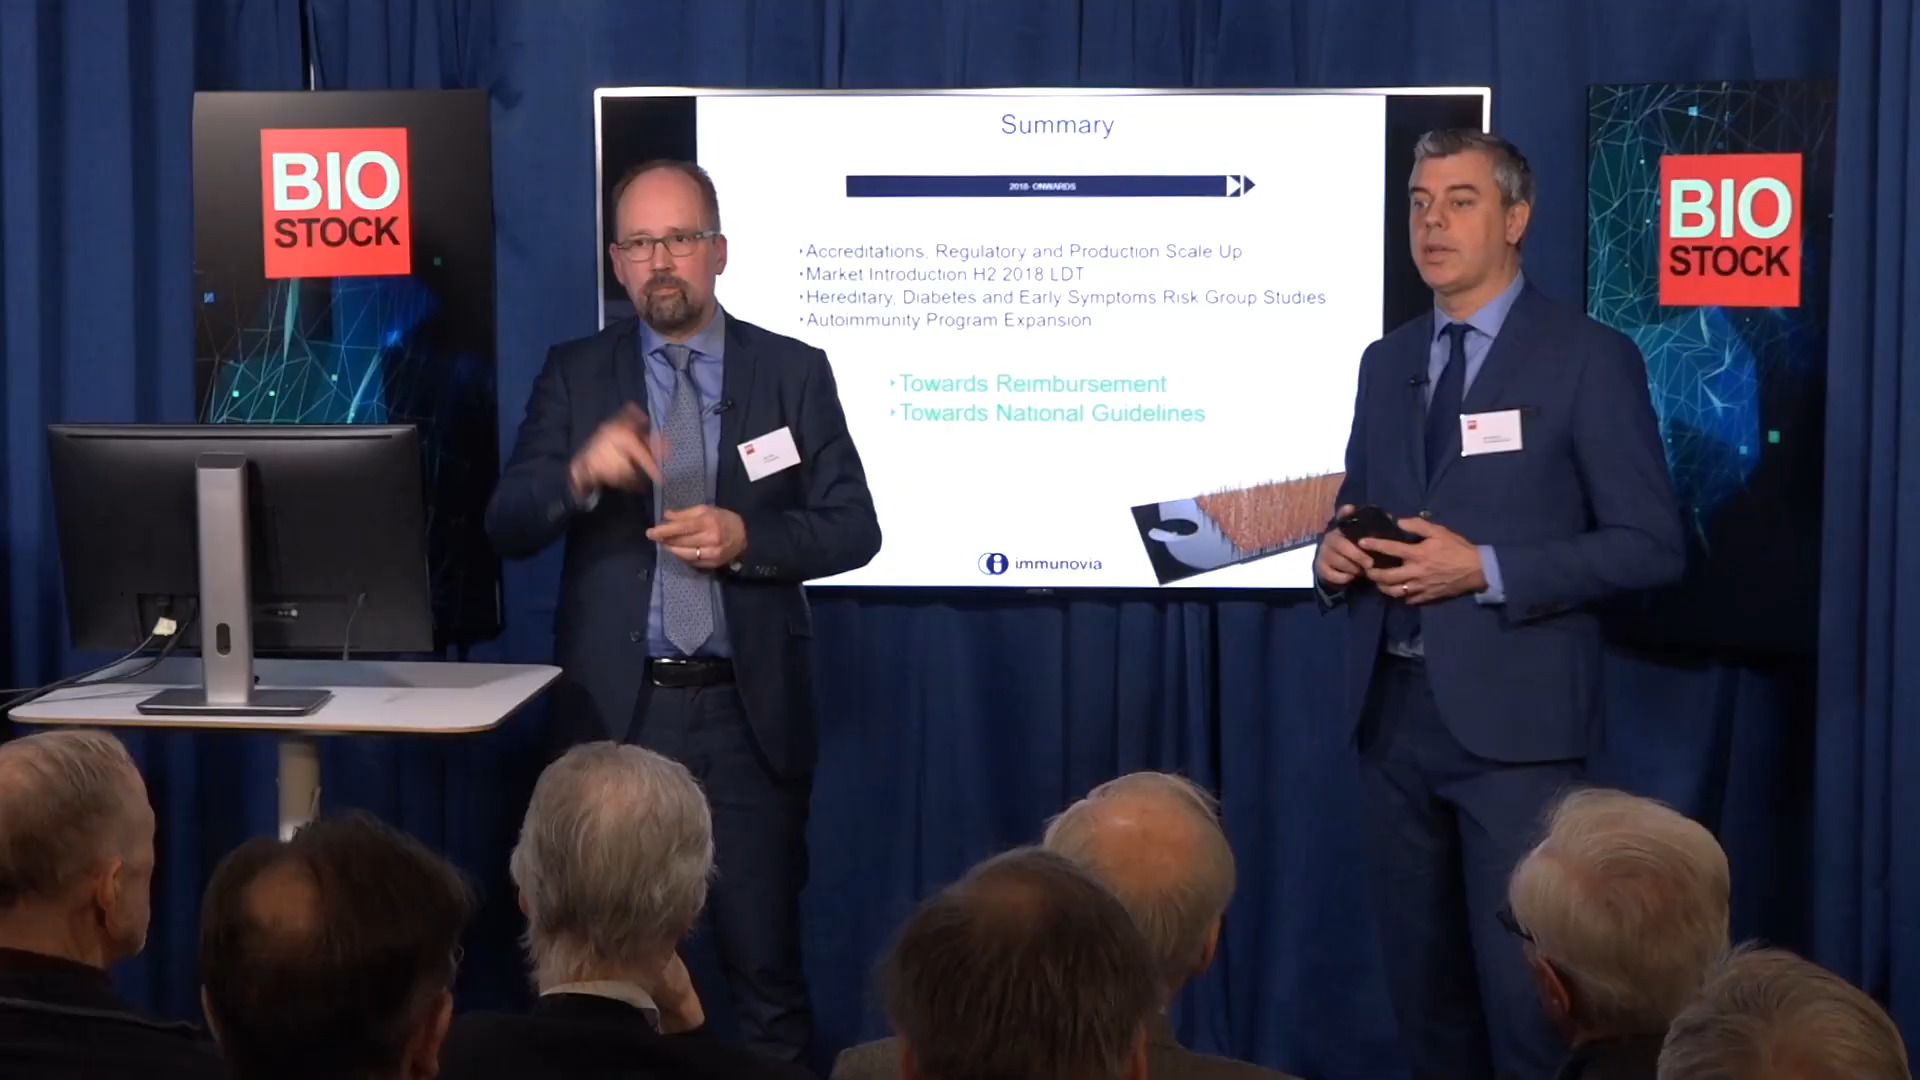 BIO
STOCK
Summary
2018- ONWARDS
Accreditations, Regulatory and Production Scale Up
Market Introduction H2 2018 LDT
Hereditary, Diabetes and Early Symptoms Risk Group Studies
Autoimmunity Program Expansion
Towards Reimbursement
Towards National Guidelines
immunovia
BIO
STOCK